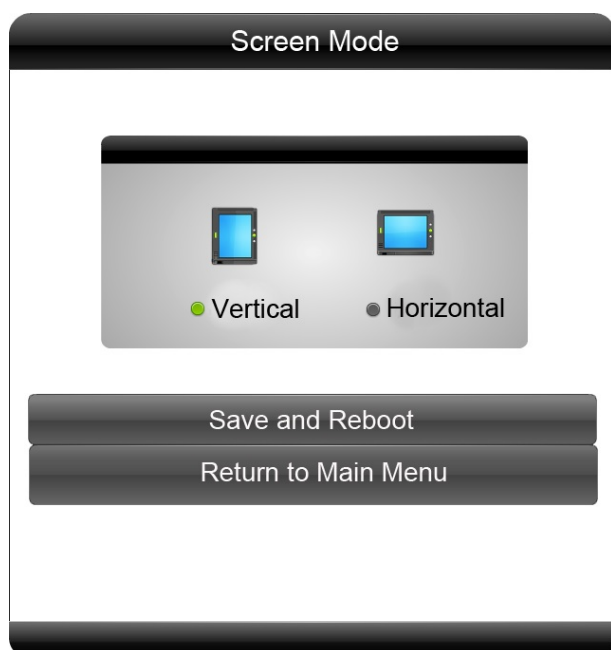 Screen Mode
Vertical
Horizontal
Save and Reboot
Return to Main Menu